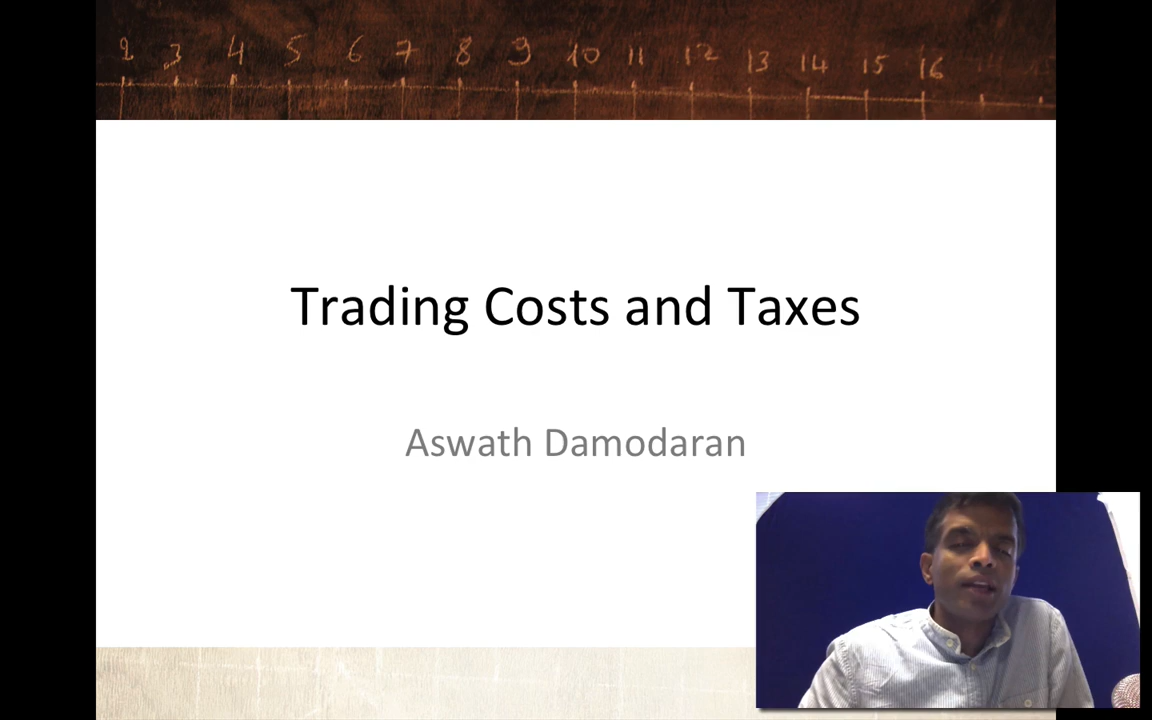 2 3 4 5 6 7 8 9 10 11 12 13 14 15 16
Trading Costs and Taxes
Aswath Damodaran